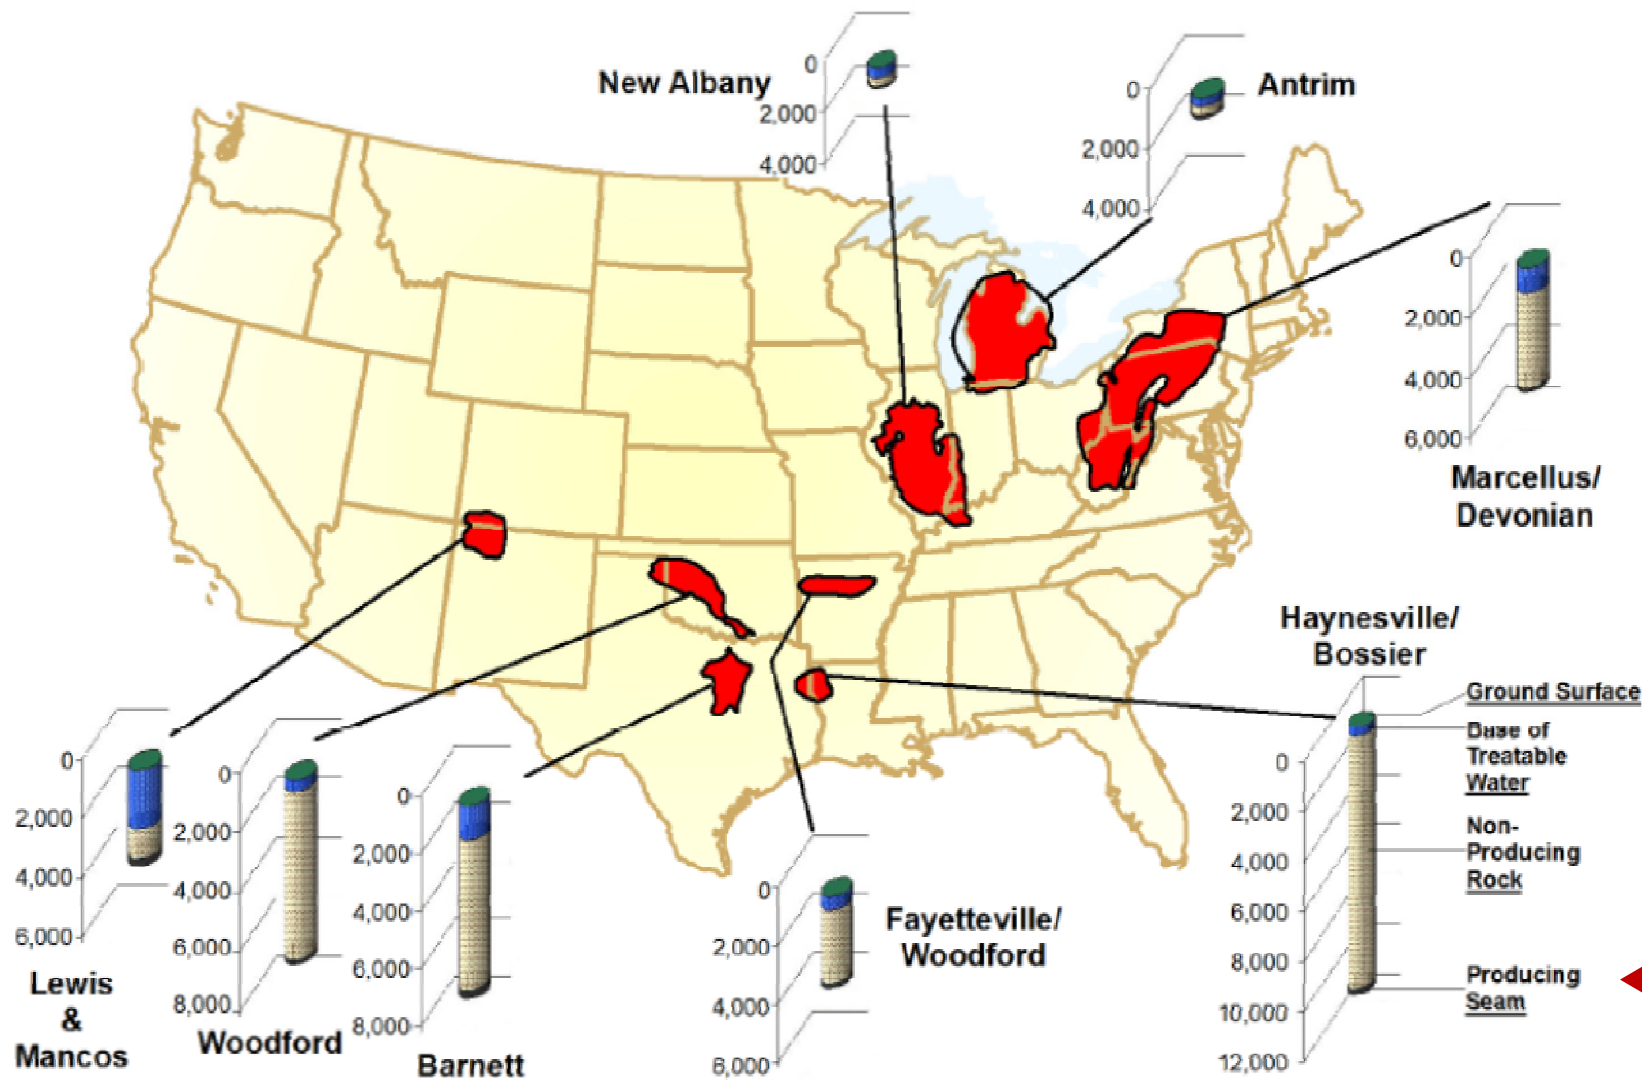 New Albany
0
2,000
4,000
Antrim
0
2,000
4,000
0
2,000
4,000
6,000
Marcellus/
Devonian
Haynesville/
Bossier
Ground Surface
Base of
Treatable
Water
Non-
Producing
Rock
Producing
Seam
0
2,000
4,000
6,000
8,000
10,000
12,000
0
2,000
4,000
6,000
Lewis
&
Mancos
0
2,000
4,000
6,000
8,000
Woodford
0
2,000
4,000
6,000
8,000
Barnett
0
2,000
4,000
6,000
Fayetteville/
Woodford